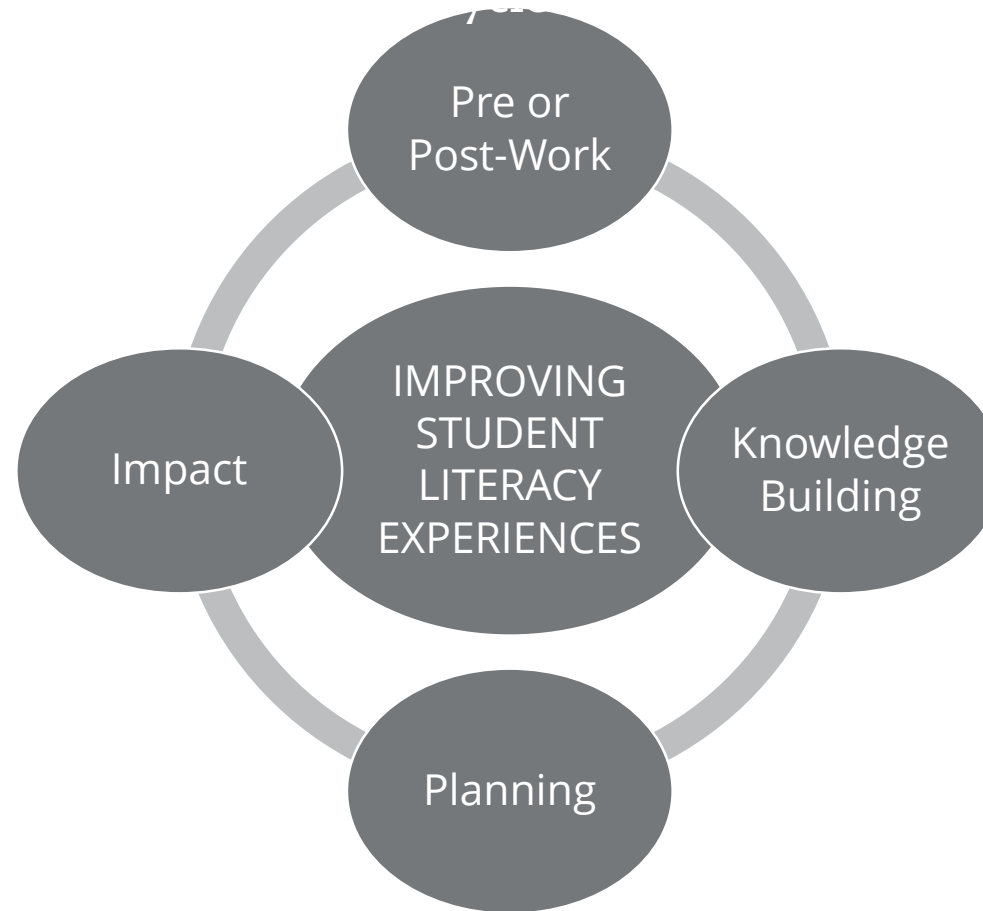 Pre or
Post-Work
IMPROVING
STUDENT
LITERACY
EXPERIENCES
Impact
Knowledge
Building
Planning